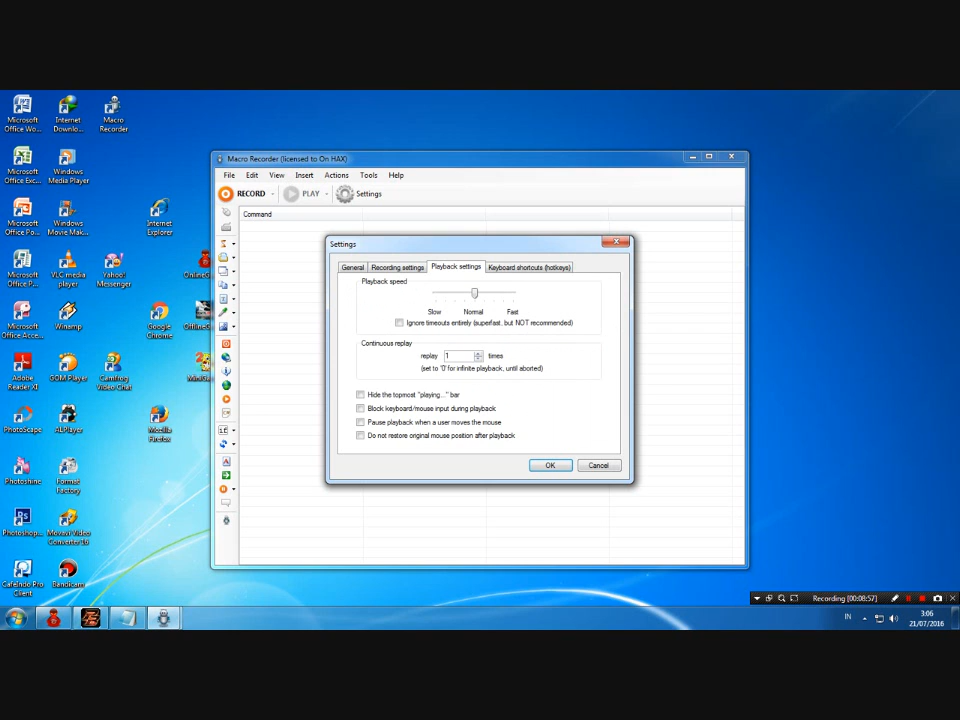 Microsoft
Office Wo...
Internet
Downlo...
Macro
Recorder
Microsoft
Office Exc...
Windows
Media Player
Microsoft
Office Po...
Windows
Movie Mak...
Internet
Explorer
Microsoft
Office P...
VLC media
player
Yahoo!
Messenger
OnlineG
Microsoft
Office Acce...
Winamp
Google
Chrome
OfflineG
Adobe
Reader XI
GOM Player
Camfrog
Video Chat
MiniGa
PhotoScape
ALPlayer
Mozilla
Firefox
Photoshine
Format
Factory
Photoshop...
Movavi Video
Converter 16
CafeIndo Pro
Client
Bandicam
Macro Recorder (licensed to On HAX)
File Edit View Insert Actions Tools Help
RECORD PLAY Settings
Command
Settings
General Recording settings Playback settings Keyboard shortcuts (hotkeys)
Playback speed
Slow Normal Fast
Ignore timeouts entirely (superfast, but NOT recommended)
Continuous replay
replay 1 times
(set to '0' for infinite playback, until aborted)
Hide the topmost "playing..." bar
Block keyboard/mouse input during playback
Pause playback when a user moves the mouse
Do not restore original mouse position after playback
OK Cancel
Recording [00:08:57]
IN
3:06
21/07/2016